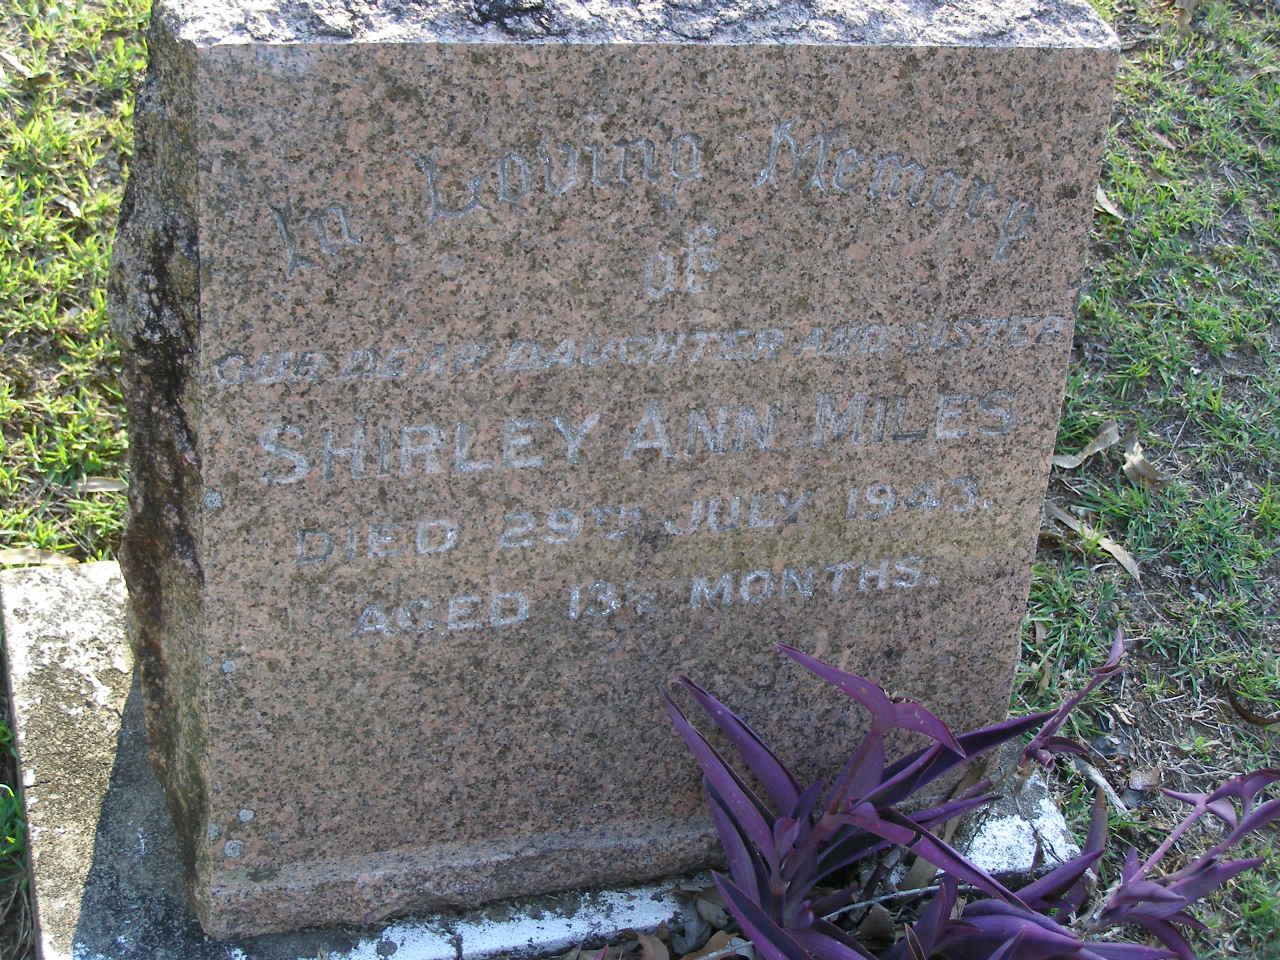 In Loving Memory
of
OUR DEAR DAUGHTER AND SISTER
SHIRLEY ANN MILES
DIED 29TH JULY 1943.
AGED 13½ MONTHS.